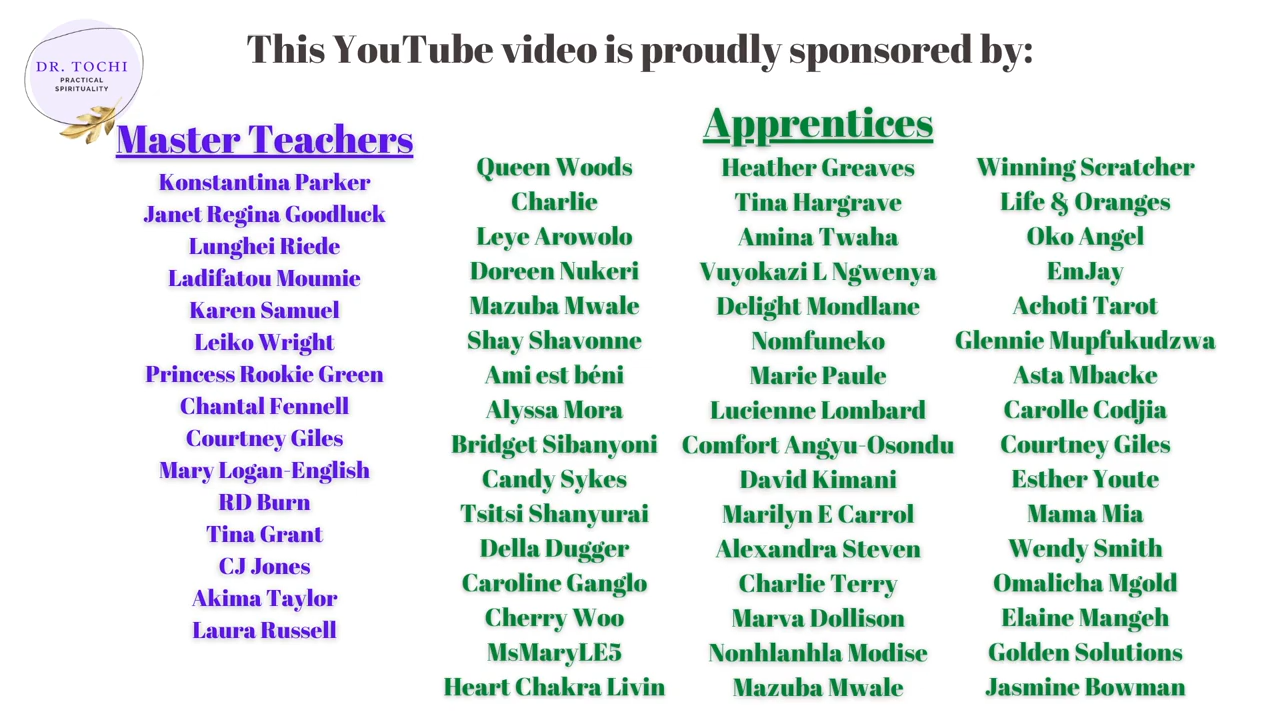 DR. TOCHI
PRACTICAL
SPIRITUALITY
This YouTube video is proudly sponsored by:
Master Teachers
Konstantina Parker
Janet Regina Goodluck
Lunghei Riede
Ladifatou Moumie
Karen Samuel
Leiko Wright
Princess Rookie Green
Chantal Fennell
Courtney Giles
Mary Logan-English
RD Burn
Tina Grant
CJ Jones
Akima Taylor
Laura Russell
Apprentices
Queen Woods
Charlie
Leye Arowolo
Doreen Nukeri
Mazuba Mwale
Shay Shavonne
Ami est béni
Alyssa Mora
Bridget Sibanyoni
Candy Sykes
Tsitsi Shanyurai
Della Dugger
Caroline Ganglo
Cherry Woo
MsMaryLE5
Heart Chakra Livin
Heather Greaves
Tina Hargrave
Amina Twaha
Vuyokazi L Ngwenya
Delight Mondlane
Nomfuneko
Marie Paule
Lucienne Lombard
Comfort Angyu-Osondu
David Kimani
Marilyn E Carrol
Alexandra Steven
Charlie Terry
Marva Dollison
Nonhlanhla Modise
Mazuba Mwale
Winning Scratcher
Life & Oranges
Oko Angel
EmJay
Achoti Tarot
Glennie Mupfukudzwa
Asta Mbacke
Carolle Codjia
Courtney Giles
Esther Youte
Mama Mia
Wendy Smith
Omalicha Mgold
Elaine Mangeh
Golden Solutions
Jasmine Bowman